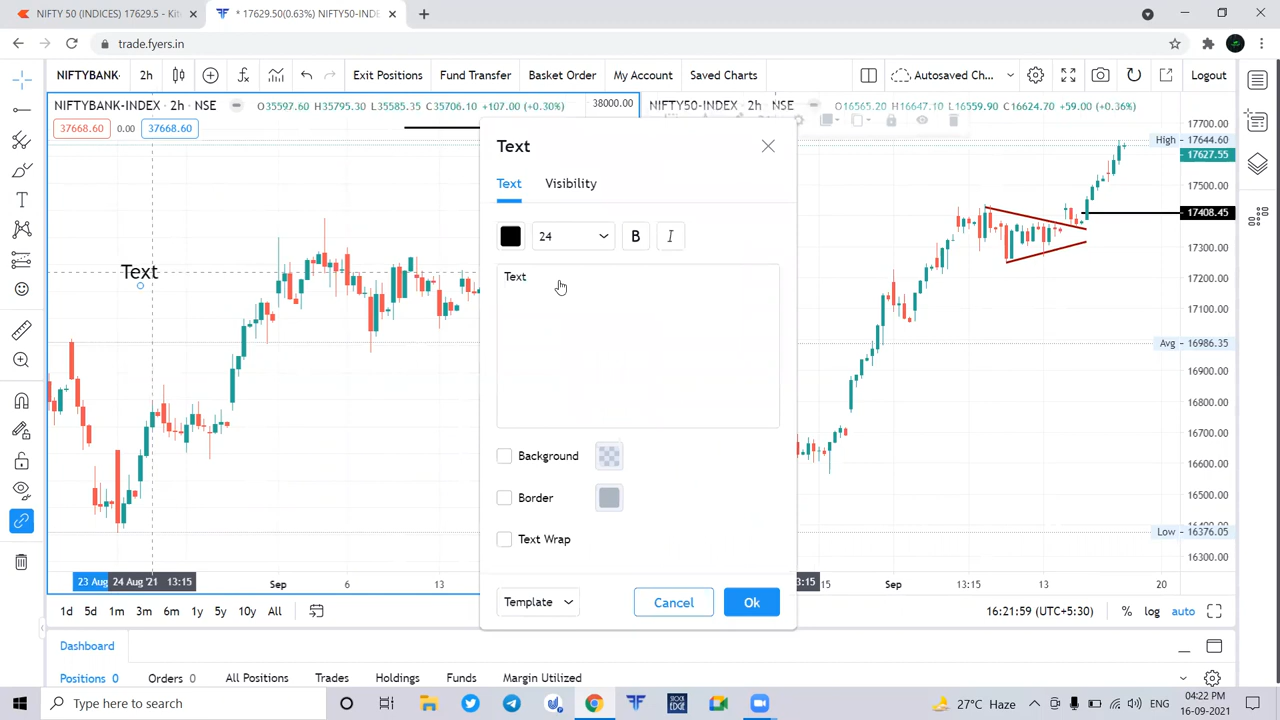 NIFTY 50 (INDICES) 17629.5 - Kit
* 17629.50(0.63%) NIFTY50-INDE
trade.fyers.in
NIFTYBANK-
2h
Exit Positions
Fund Transfer
Basket Order
My Account
Saved Charts
Autosaved Ch...
Logout
NIFTYBANK-INDEX • 2h • NSE
O35597.60 H35795.30 L35585.35 C35706.10 +107.00 (+0.30%)
38000.00
37668.60
0.00
37668.60
NIFTY50-INDEX • 2h • NSE
O16565.20 H16647.10 L16559.90 C16624.70 +59.00 (+0.36%)
17700.00
High
17644.60
17627.55
17500.00
17408.45
17300.00
17200.00
17100.00
Avg
16986.35
16900.00
16800.00
16700.00
16600.00
16500.00
16400.00
Low
16376.05
16300.00
Text
Text
Text
Visibility
24
B
I
Text
Background
Border
Text Wrap
Template
Cancel
Ok
23 Aug
24 Aug '21
13:15
Sep
6
13
3:15
15
Sep
13:15
13
20
1d
5d
1m
3m
6m
1y
5y
10y
All
16:21:59 (UTC+5:30)
%
log
auto
Dashboard
Positions 0
Orders 0
All Positions
Trades
Holdings
Funds
Margin Utilized
Type here to search
STOCK
EDGE
27°C Haze
ENG
04:22 PM
16-09-2021